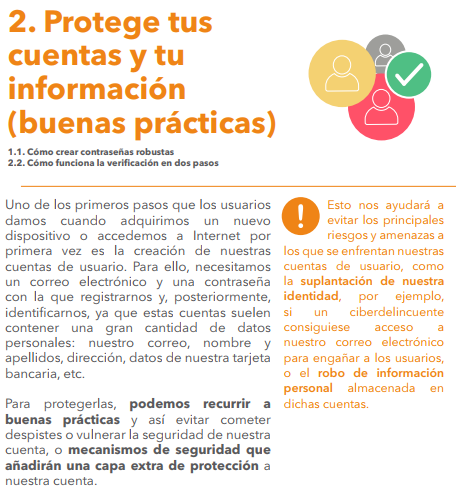 2. Protege tus
cuentas y tu
información
(buenas prácticas)
1.1. Cómo crear contraseñas robustas
2.2. Cómo funciona la verificación en dos pasos
Uno de los primeros pasos que los usuarios
damos cuando adquirimos un nuevo
dispositivo o accedemos a Internet por
primera vez es la creación de nuestras
cuentas de usuario. Para ello, necesitamos
un correo electrónico y una contraseña
con la que registrarnos y, posteriormente,
identificarnos, ya que estas cuentas suelen
contener una gran cantidad de datos
personales: nuestro correo, nombre y
apellidos, dirección, datos de nuestra tarjeta
bancaria, etc.
Para protegerlas, podemos recurrir a
buenas prácticas y así evitar cometer
despistes o vulnerar la seguridad de nuestra
cuenta, o mecanismos de seguridad que
añadirán una capa extra de protección a
nuestra cuenta.
!
Esto nos ayudará a
evitar los principales
riesgos y amenazas a
los que se enfrentan nuestras
cuentas de usuario, como
la suplantación de nuestra
identidad, por ejemplo,
si un ciberdelincuente
consiguiese acceso a
nuestro correo electrónico
para engañar a los usuarios,
o el robo de información
personal almacenada en
dichas cuentas.